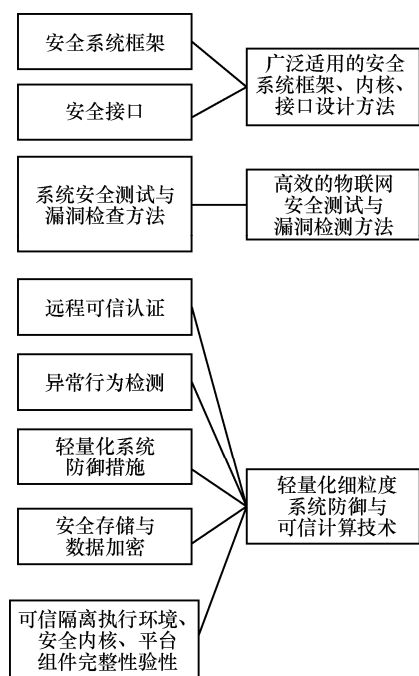 安全系统框架
安全接口
广泛适用的安全
系统框架、内核、
接口设计方法
系统安全测试与
漏洞检查方法
高效的物联网
安全测试与
漏洞检测方法
远程可信认证
异常行为检测
轻量化系统
防御措施
安全存储与
数据加密
可信隔离执行环境、
安全内核、平台
组件完整性验性
轻量化细粒度
系统防御与
可信计算技术